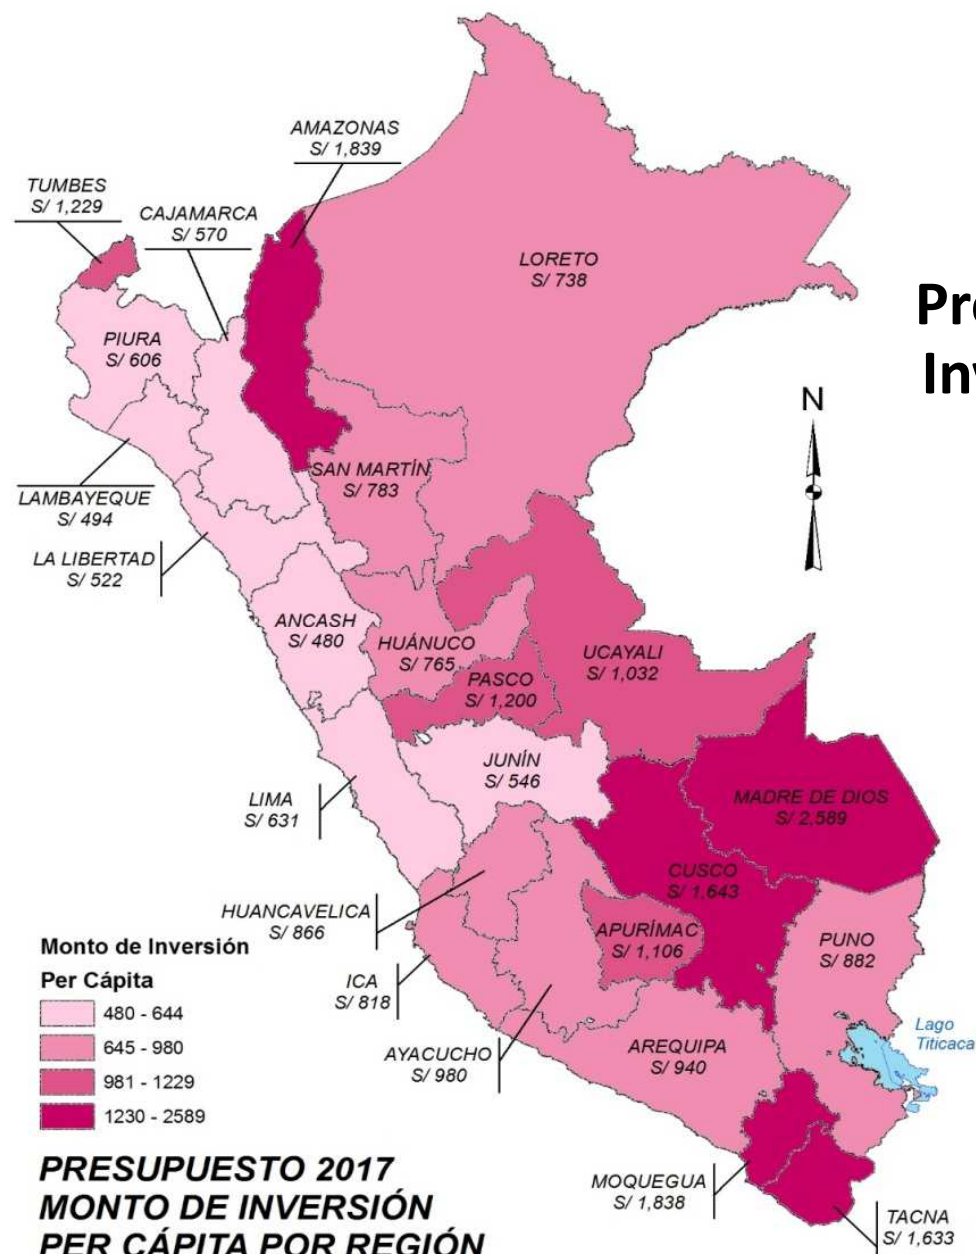 AMAZONAS
S/ 1,839
TUMBES
S/ 1,229
CAJAMARCA
S/ 570
LORETO
S/ 738
PIURA
S/ 606
N
SAN MARTÍN
S/ 783
LAMBAYEQUE
S/ 494
LA LIBERTAD
S/ 522
ANCASH
S/ 480
HUÁNUCO
S/ 765
UCAYALI
S/ 1,032
PASCO
S/ 1,200
JUNÍN
S/ 546
LIMA
S/ 631
MADRE DE DIOS
S/ 2,589
CUSCO
S/ 1,643
HUANCAVELICA
S/ 866
APURÍMAC
S/ 1,106
PUNO
S/ 882
ICA
S/ 818
AYACUCHO
S/ 980
AREQUIPA
S/ 940
Lago
Titicaca
MOQUEGUA
S/ 1,838
TACNA
S/ 1,633
Monto de Inversión
Per Cápita
480 - 644
645 - 980
981 - 1229
1230 - 2589
PRESUPUESTO 2017
MONTO DE INVERSIÓN
PER CÁPITA POR REGIÓN